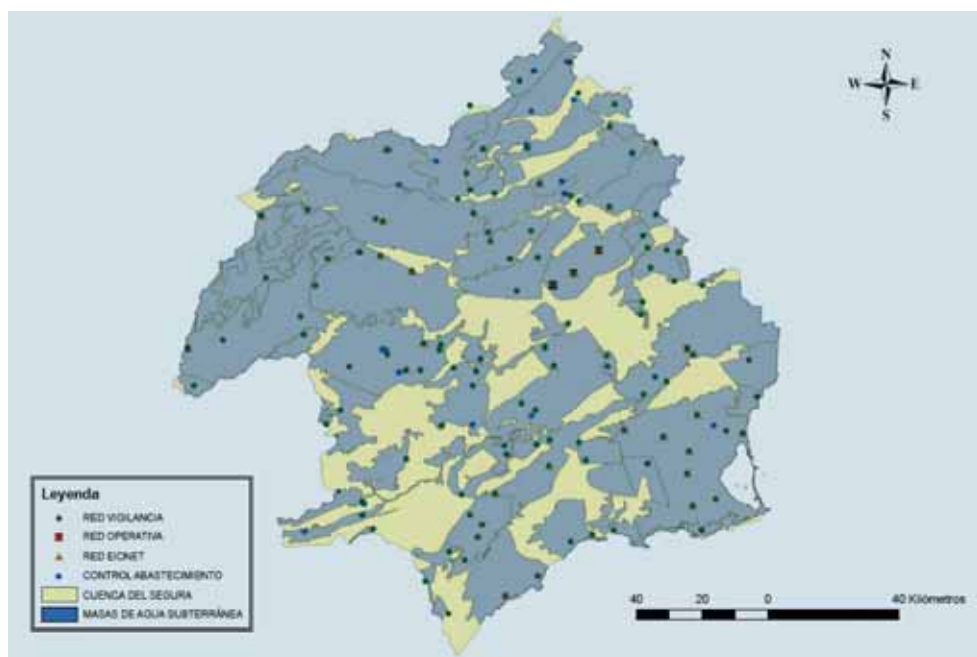 N
W E
S
Leyenda
RED VIGILANCIA
RED OPERATIVA
RED EIONET
CONTROL ABASTECIMIENTO
CUENCA DEL SEGURA
MASAS DE AGUA SUBTERRÁNEA
40 20 0 40 Kilómetros